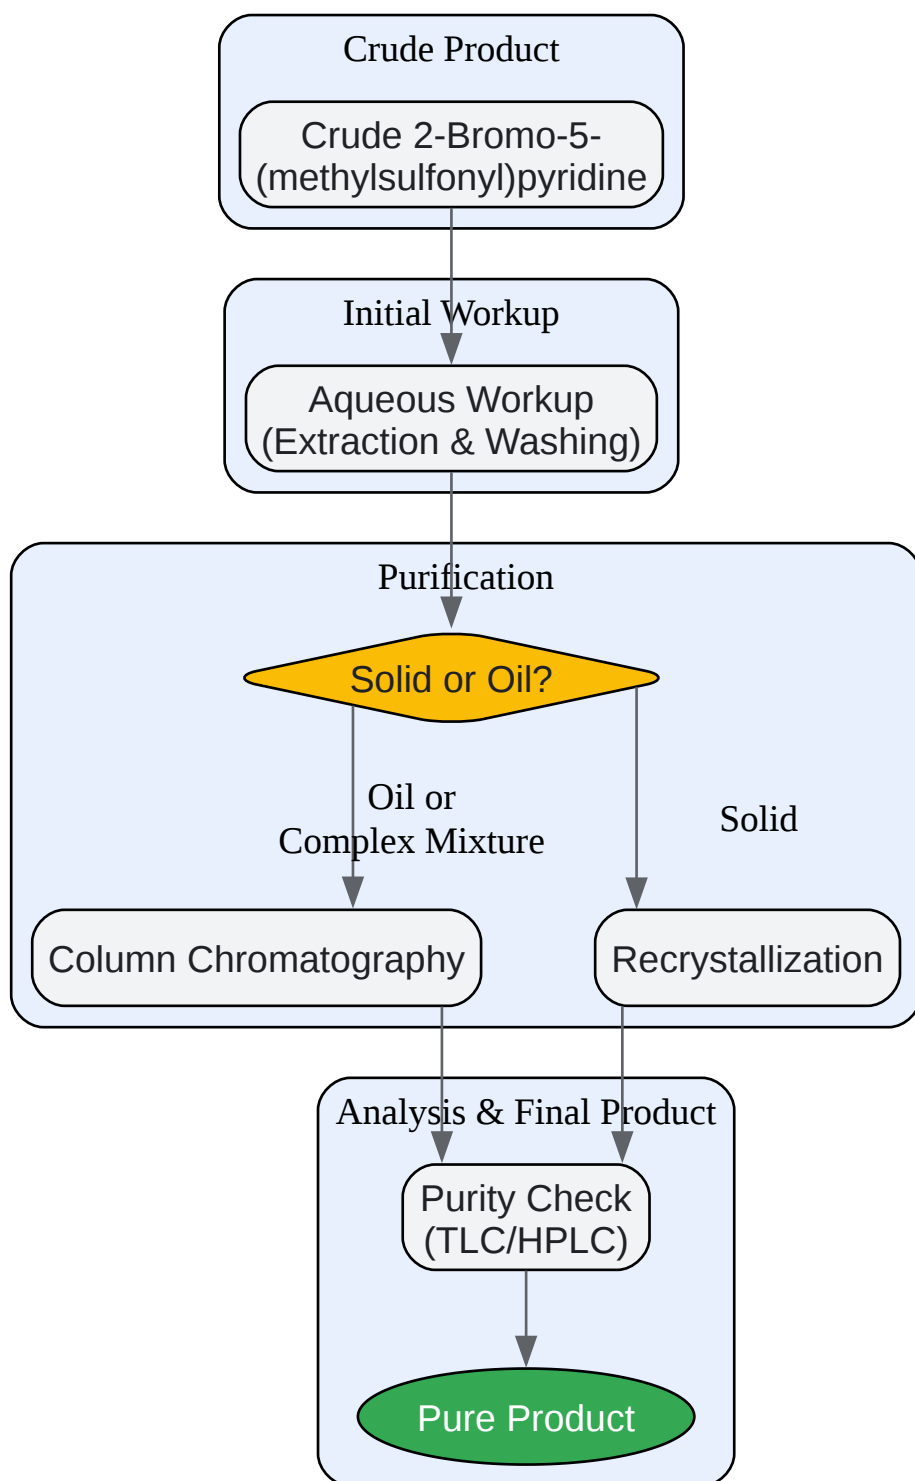 Crude Product
Crude 2-Bromo-5-
(methylsulfonyl)pyridine
Initial Workup
Aqueous Workup
(Extraction & Washing)
Purification
Solid or Oil?
Oil or
Complex Mixture
Solid
Column Chromatography
Recrystallization
Analysis & Final Product
Purity Check
(TLC/HPLC)
Pure Product